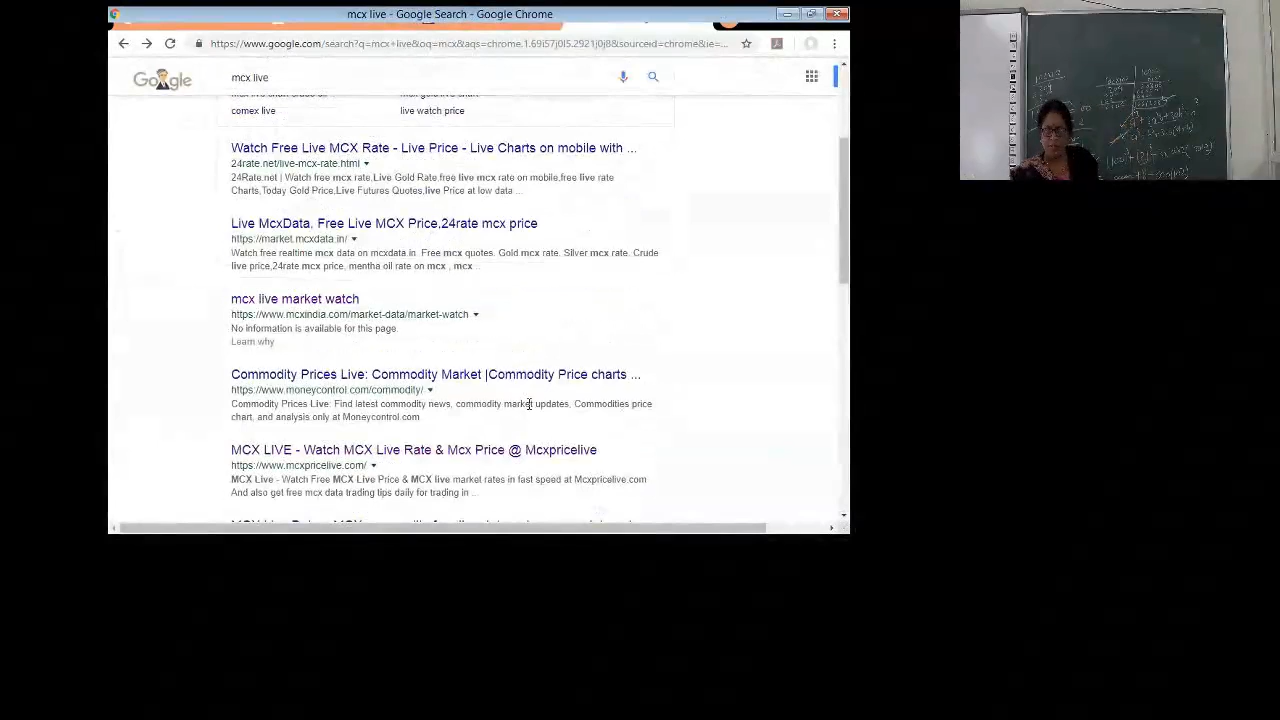 mcx live - Google Search - Google Chrome
https://www.google.com/search?q=mcx+live&oq=mcx&aqs=chrome.1.69i57j0l5.2921j0j8&sourceid=chrome&ie=...
Google
mcx live
comex live
live watch price
Watch Free Live MCX Rate - Live Price - Live Charts on mobile with ...
24rate.net/live-mcx-rate.html
24Rate.net | Watch free mcx rate,Live Gold Rate,free live mcx rate on mobile,free live rate
Charts,Today Gold Price,Live Futures Quotes,live Price at low data ...
Live McxData, Free Live MCX Price,24rate mcx price
https://market.mcxdata.in/
Watch free realtime mcx data on mcxdata.in. Free mcx quotes. Gold mcx rate. Silver mcx rate. Crude
live price,24rate mcx price, mentha oil rate on mcx , mcx ...
mcx live market watch
https://www.mcxindia.com/market-data/market-watch
No information is available for this page.
Learn why
Commodity Prices Live: Commodity Market |Commodity Price charts ...
https://www.moneycontrol.com/commodity/
Commodity Prices Live: Find latest commodity news, commodity market updates, Commodities price
chart, and analysis only at Moneycontrol.com
MCX LIVE - Watch MCX Live Rate & Mcx Price @ Mcxpricelive
https://www.mcxpricelive.com/
MCX Live - Watch Free MCX Live Price & MCX live market rates in fast speed at Mcxpricelive.com
And also get free mcx data trading tips daily for trading in ...